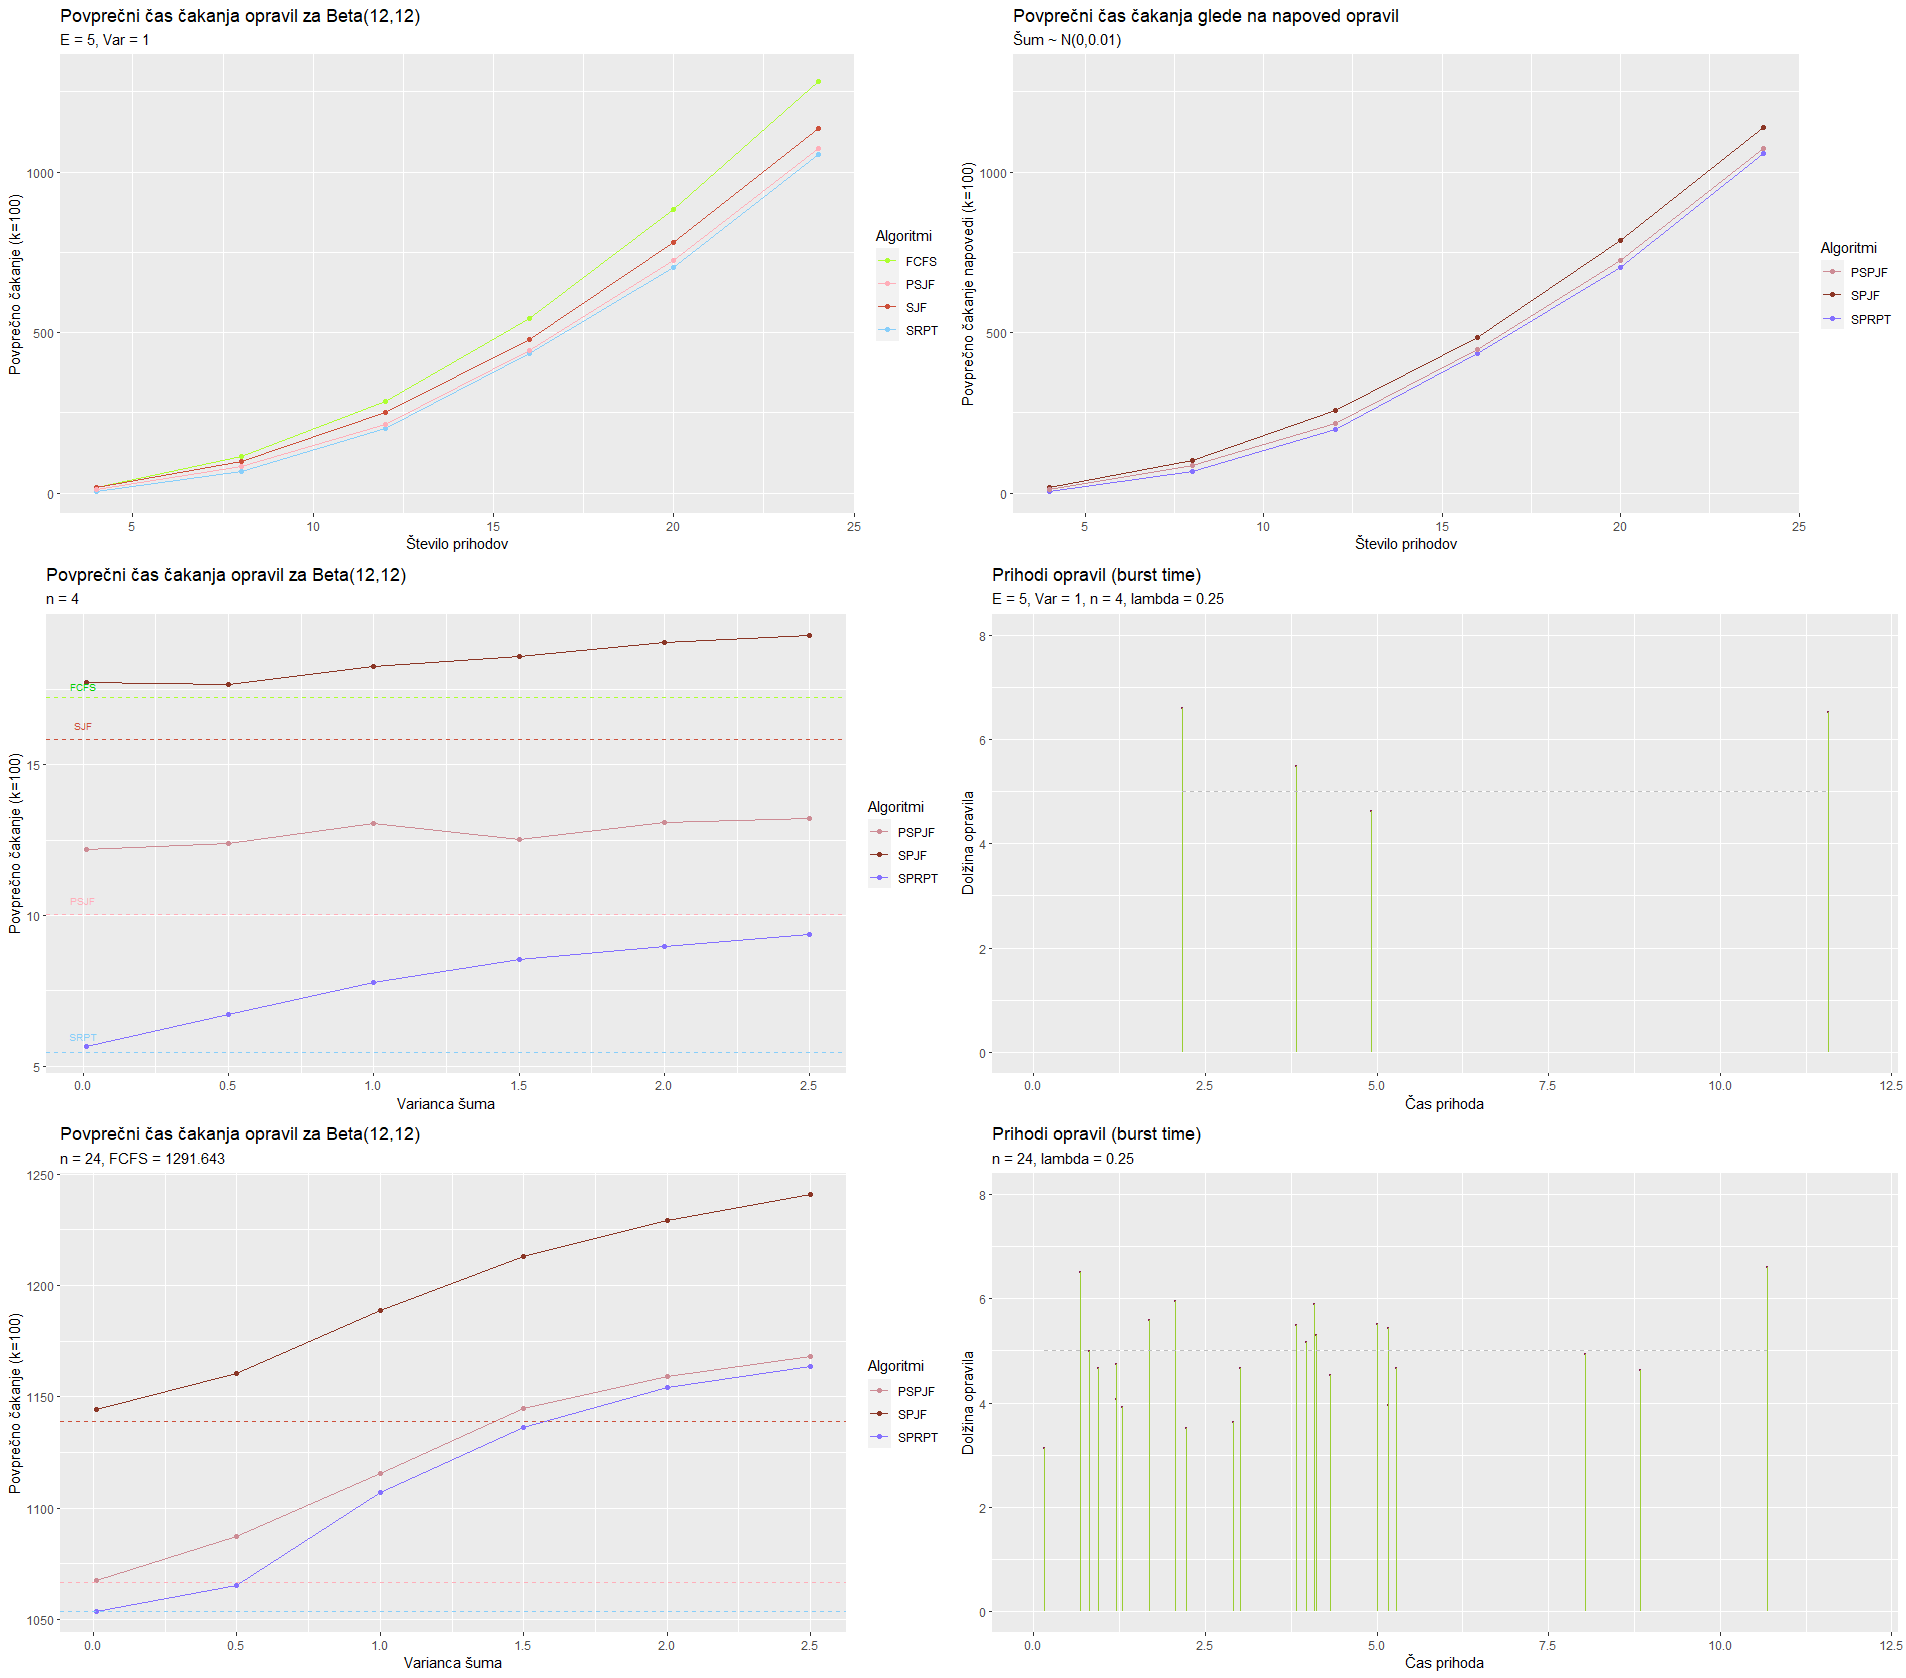 Povprečni čas čakanja opravil za Beta(12,12)
E = 5, Var = 1
Povprečno čakanje (k=100)
1000
500
0
5
10
15
20
25
Število prihodov
Algoritmi
FCFS
PSJF
SJF
SRPT
Povprečni čas čakanja glede na napoved opravil
Šum ~ N(0,0.01)
Povprečno čakanje napovedi (k=100)
1000
500
0
5
10
15
20
25
Število prihodov
Algoritmi
PSPJF
SPJF
SPRPT
Povprečni čas čakanja opravil za Beta(12,12)
n = 4
Povprečno čakanje (k=100)
15
10
5
FCFS
SJF
PSJF
SRPT
0.0
0.5
1.0
1.5
2.0
2.5
Varianca šuma
Algoritmi
PSPJF
SPJF
SPRPT
Prihodi opravil (burst time)
E = 5, Var = 1, n = 4, lambda = 0.25
Dolžina opravila
8
6
4
2
0
0.0
2.5
5.0
7.5
10.0
12.5
Čas prihoda
Povprečni čas čakanja opravil za Beta(12,12)
n = 24, FCFS = 1291.643
Povprečno čakanje (k=100)
1250
1200
1150
1100
1050
0.0
0.5
1.0
1.5
2.0
2.5
Varianca šuma
Algoritmi
PSPJF
SPJF
SPRPT
Prihodi opravil (burst time)
n = 24, lambda = 0.25
Dolžina opravila
8
6
4
2
0
0.0
2.5
5.0
7.5
10.0
12.5
Čas prihoda